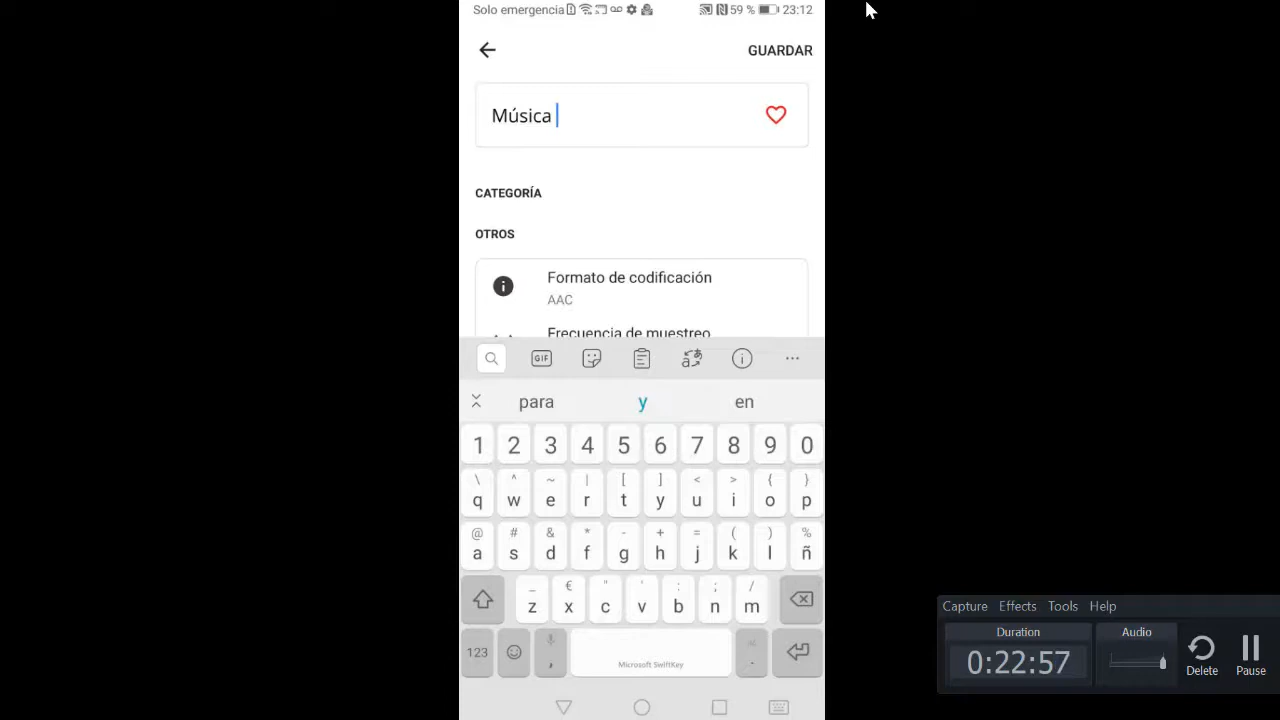 Solo emergencia 59 % 23:12
GUARDAR
Música
CATEGORÍA
OTROS
Formato de codificación
AAC
Frecuencia de muestreo
GIF
para y en
1 2 3 4 5 6 7 8 9 0
\ ^ ~ | [ ] < > { }
q w e r t y u i o p
@ # & * - + = ( ) %
a s d f g h j k l ñ
_ € " ' : ; /
z x c v b n m
123 , .
Microsoft SwiftKey
Capture Effects Tools Help
Duration Audio
0:22:57
Delete Pause